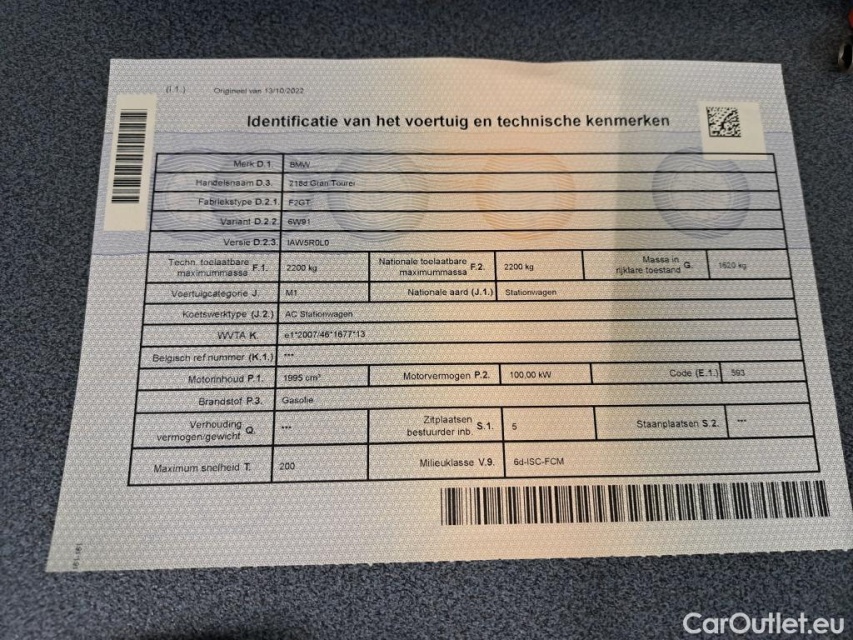 (I 1.) Origineel van 13/10/2022
Identificatie van het voertuig en technische kenmerken
Merk D.1. BMW
Handelsnaam D.3. 218d Gran Tourer
Fabriekstype D.2.1. F2GT
Variant D.2.2. 6W91
Versie D.2.3. IAW5R0L0
Techn. toelaatbare maximummassa F.1. 2200 kg Nationale toelaatbare maximummassa F.2. 2200 kg Massa in rijklare toestand G. 1620 kg
Voertuigcategorie J. M1 Nationale aard (J.1.) Stationwagen
Koetswerktype (J.2.) AC Stationwagen
WVTA K. e1*2007/46*1677*13
Belgisch ref nummer (K.1.) ***
Motorinhoud P.1. 1995 cm³ Motorvermogen P.2. 100,00 kW Code (E.1.) 593
Brandstof P.3. Gasolie
Verhouding vermogen/gewicht Q. *** Zitplaatsen bestuurder inb. S.1. 5 Staanplaatsen S.2. ***
Maximum snelheid T. 200 Milieuklasse V.9. 6d-ISC-FCM
CarOutlet.eu